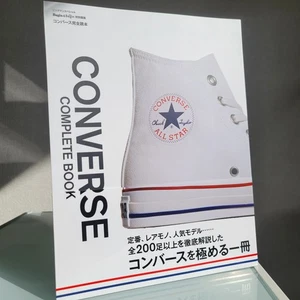 コンバース完全読本
CONVERSE
COMPLETE BOOK
CONVERSE
Chuck Taylor
ALL STAR
定番、レアモノ、人気モデル……
全200足以上を徹底解説した
コンバースを極める一冊